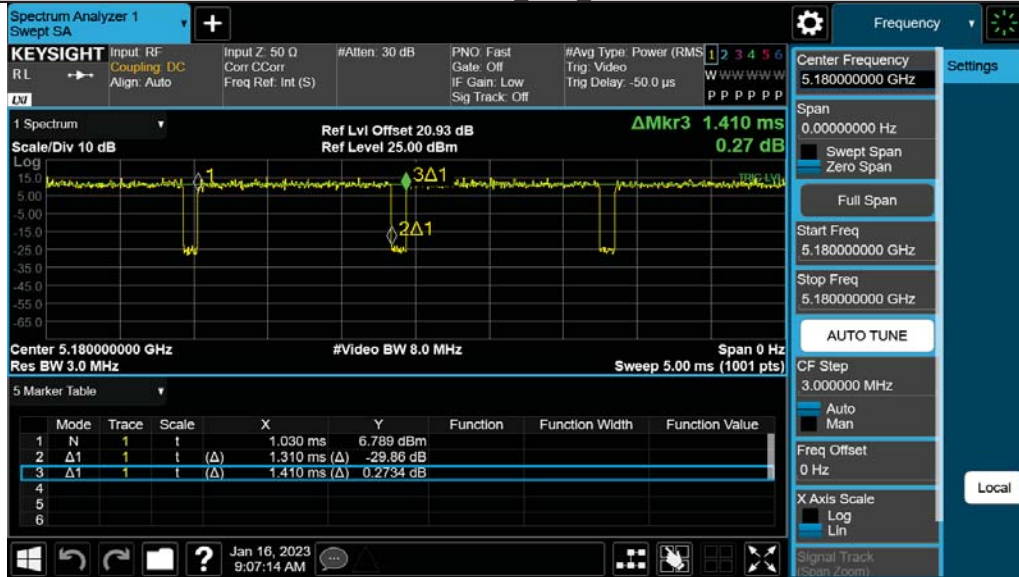 Spectrum Analyzer 1
Swept SA
Frequency
KEYSIGHT
RL
LXI
Input: RF
Coupling: DC
Align: Auto
Input Z: 50 Ω
Corr CCorr
Freq Ref: Int (S)
#Atten: 30 dB
PNO: Fast
Gate: Off
IF Gain: Low
Sig Track: Off
#Avg Type: Power (RMS
Trig: Video
Trig Delay: -50.0 µs
1 2 3 4 5 6
W W W W W W
P P P P P P
1 Spectrum
Scale/Div 10 dB
Ref Lvl Offset 20.93 dB
Ref Level 25.00 dBm
ΔMkr3 1.410 ms
0.27 dB
Log
15.0
5.00
-5.00
-15.0
-25.0
-35.0
-45.0
-55.0
-65.0
1
3Δ1
2Δ1
TRIG LVL
Center 5.180000000 GHz
Res BW 3.0 MHz
#Video BW 8.0 MHz
Span 0 Hz
Sweep 5.00 ms (1001 pts)
5 Marker Table
Mode Trace Scale X Y Function Function Width Function Value
1 N 1 t 1.030 ms 6.789 dBm
2 Δ1 1 t (Δ) 1.310 ms (Δ) -29.86 dB
3 Δ1 1 t (Δ) 1.410 ms (Δ) 0.2734 dB
4
5
6
Jan 16, 2023
9:07:14 AM
Center Frequency
5.180000000 GHz
Span
0.00000000 Hz
Swept Span
Zero Span
Full Span
Start Freq
5.180000000 GHz
Stop Freq
5.180000000 GHz
AUTO TUNE
CF Step
3.000000 MHz
Auto
Man
Freq Offset
0 Hz
X Axis Scale
Log
Lin
Signal Track
(Span Zoom)
Settings
Local